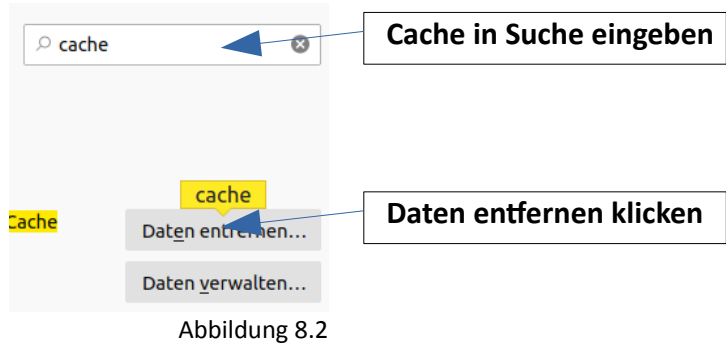 cache
Cache in Suche eingeben
cache
Cache
Daten entfernen...
Daten entfernen klicken
Daten verwalten...
Abbildung 8.2